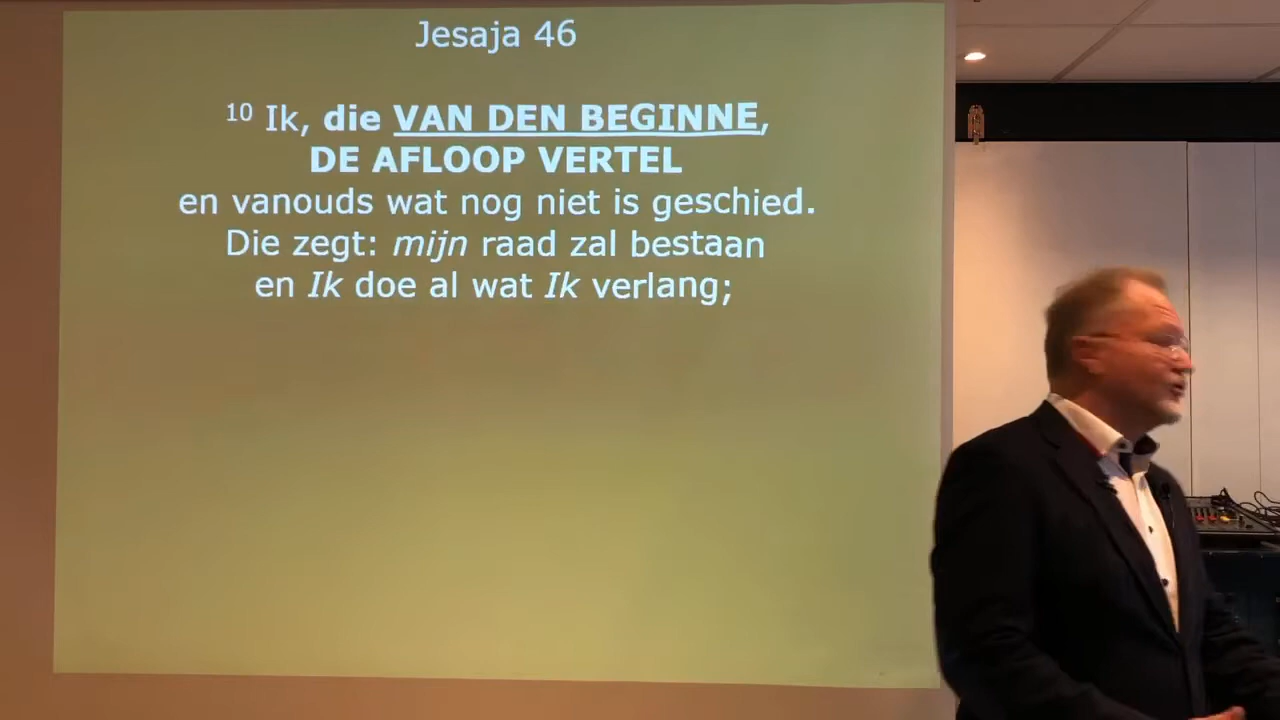 Jesaja 46
10 Ik, die VAN DEN BEGINNE,
DE AFLOOP VERTEL
en vanouds wat nog niet is geschied.
Die zegt: mijn raad zal bestaan
en Ik doe al wat Ik verlang;